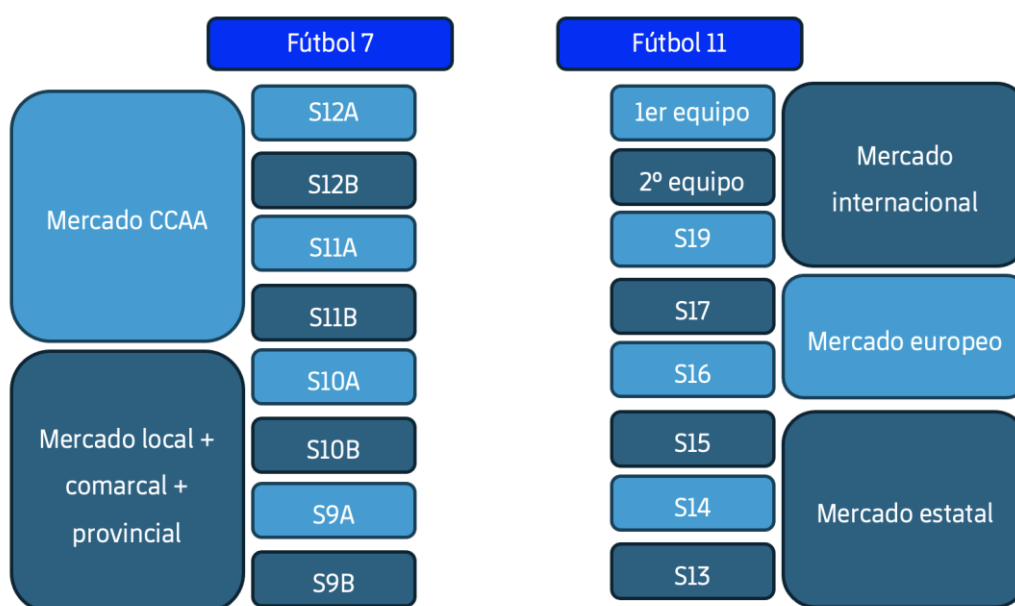 Fútbol 7
Mercado CCAA
S12A
S12B
S11A
S11B
Mercado local +
comarcal +
provincial
S10A
S10B
S9A
S9B
Fútbol 11
1er equipo
2º equipo
S19
Mercado
internacional
S17
S16
Mercado europeo
S15
S14
S13
Mercado estatal